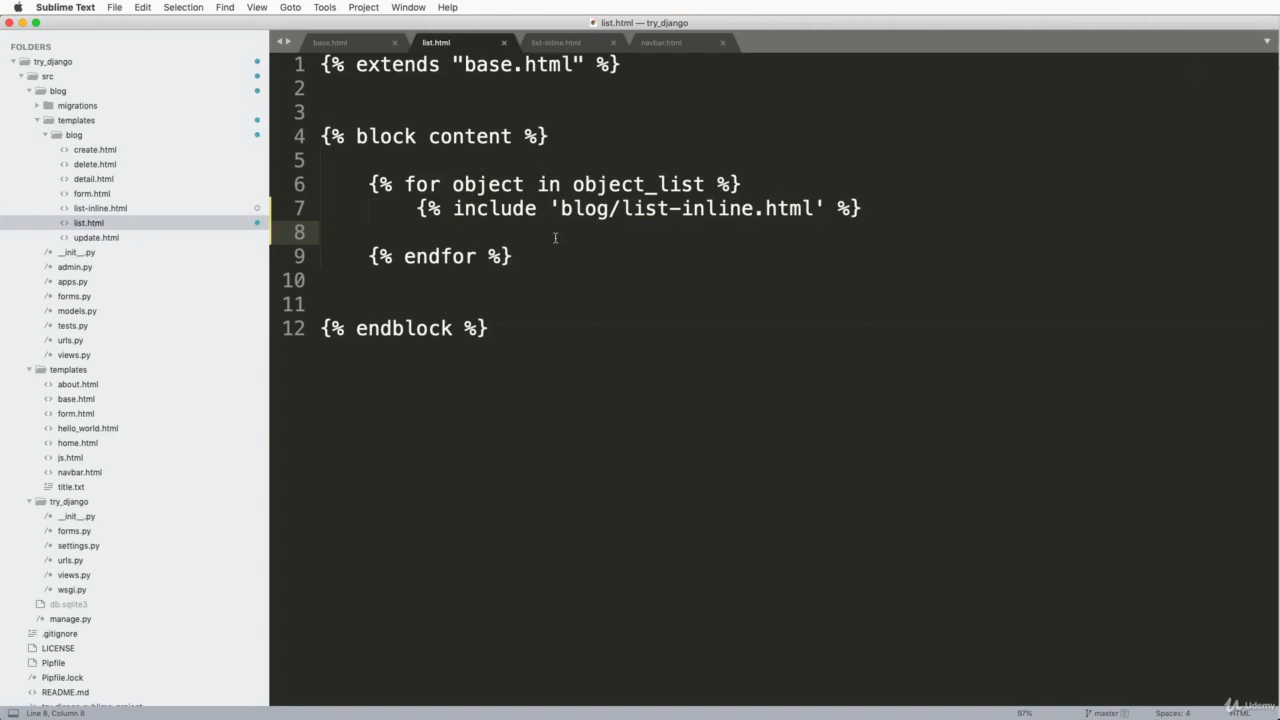 Sublime Text File Edit Selection Find View Goto Tools Project Window Help
list.html — try_django
FOLDERS
try_django
src
blog
migrations
templates
blog
create.html
delete.html
detail.html
form.html
list-inline.html
list.html
update.html
__init__.py
admin.py
apps.py
forms.py
models.py
tests.py
urls.py
views.py
templates
about.html
base.html
form.html
hello_world.html
home.html
js.html
navbar.html
title.txt
try_django
__init__.py
forms.py
settings.py
urls.py
views.py
wsgi.py
db.sqlite3
manage.py
.gitignore
LICENSE
Pipfile
Pipfile.lock
README.md
try_django.sublime-project
base.html list.html list-inline.html navbar.html
1 {% extends "base.html" %}
2
3
4 {% block content %}
5
6 {% for object in object_list %}
7 {% include 'blog/list-inline.html' %}
8
9 {% endfor %}
10
11
12 {% endblock %}
Line 8, Column 8 97% master 2 Spaces: 4 HTML
Udemy